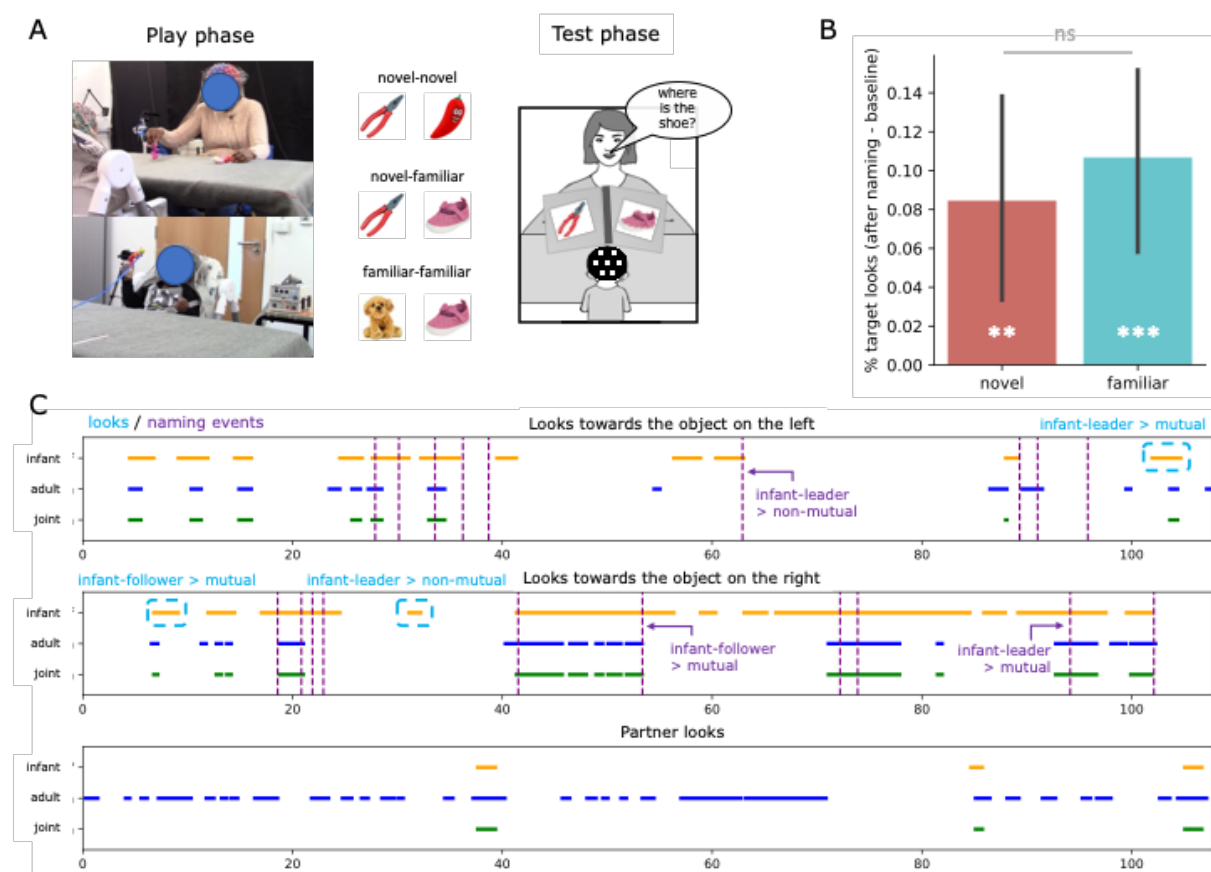 A
Play phase
Test phase
novel-novel
novel-familiar
familiar-familiar
where
is the
shoe?
B
ns
% target looks (after naming - baseline)
0.14
0.12
0.10
0.08
0.06
0.04
0.02
0.00
**
***
novel
familiar
C
looks / naming events
Looks towards the object on the left
infant-leader > mutual
infant
adult
joint
infant-leader
> non-mutual
0 20 40 60 80 100
infant-follower > mutual
infant-leader > non-mutual
Looks towards the object on the right
infant
adult
joint
infant-follower
> mutual
infant-leader
> mutual
0 20 40 60 80 100
Partner looks
infant
adult
joint
0 20 40 60 80 100